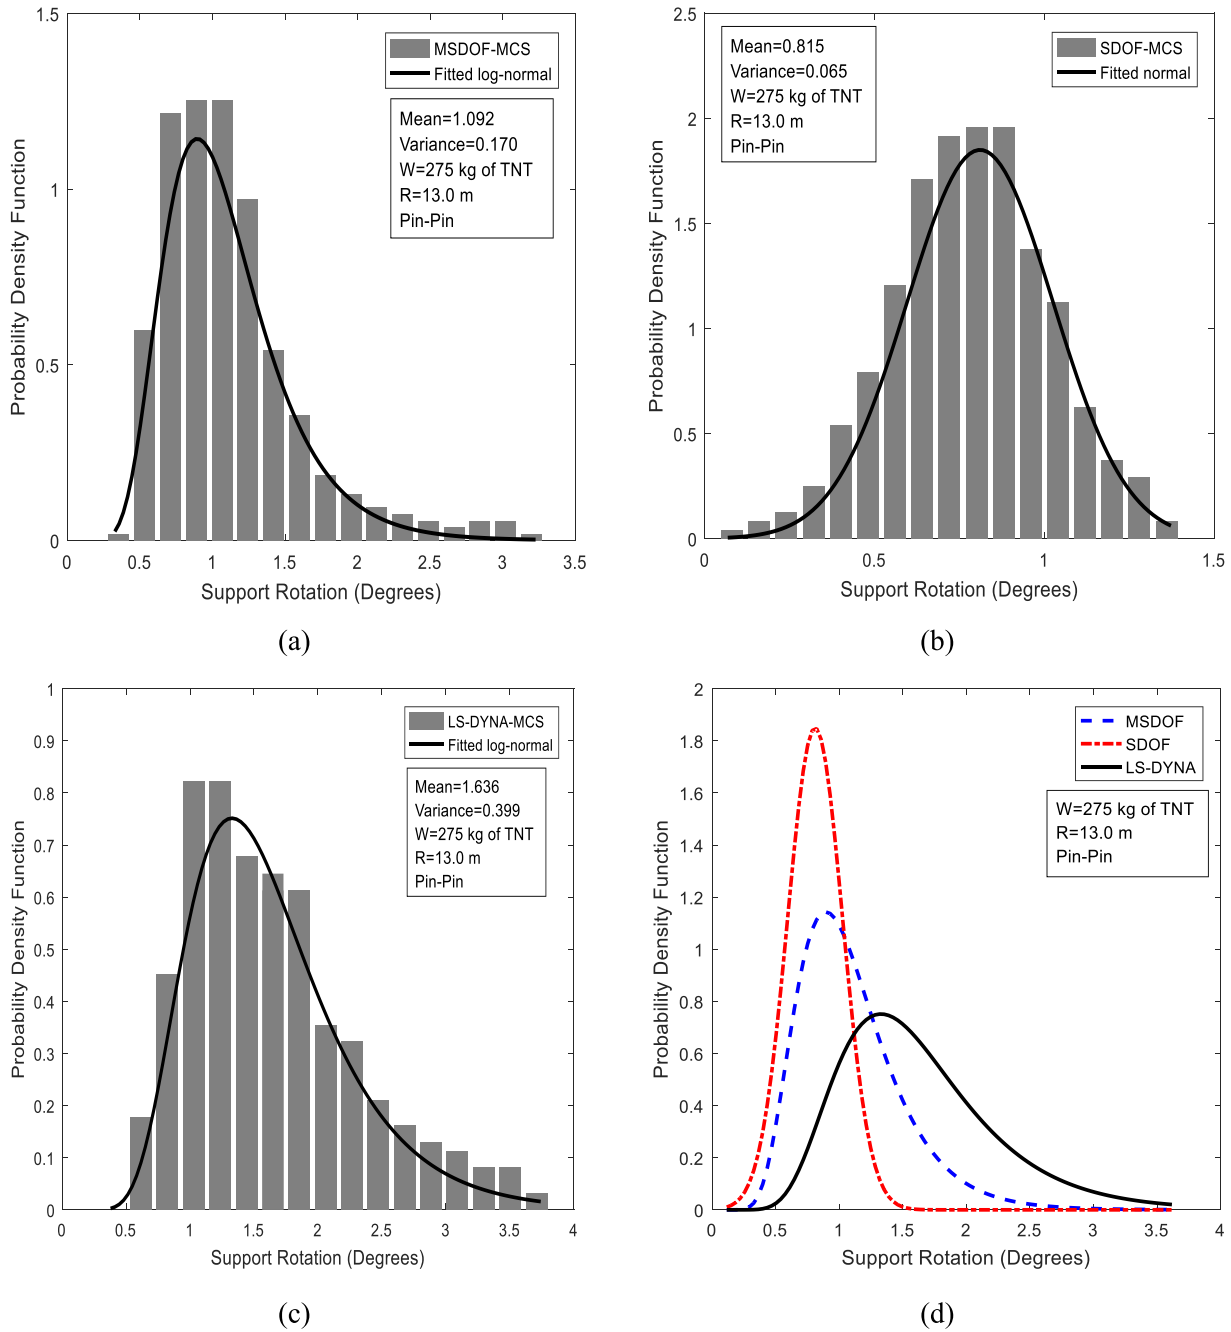 1.5
1
0.5
0
0
0.5
1
1.5
2
2.5
3
3.5
Probability Density Function
Support Rotation (Degrees)
MSDOF-MCS
Fitted log-normal
Mean=1.092
Variance=0.170
W=275 kg of TNT
R=13.0 m
Pin-Pin
(a)
2.5
2
1.5
1
0.5
0
0
0.5
1
1.5
Probability Density Function
Support Rotation (Degrees)
Mean=0.815
Variance=0.065
W=275 kg of TNT
R=13.0 m
Pin-Pin
SDOF-MCS
Fitted normal
(b)
1
0.9
0.8
0.7
0.6
0.5
0.4
0.3
0.2
0.1
0
0
0.5
1
1.5
2
2.5
3
3.5
4
Probability Density Function
Support Rotation (Degrees)
LS-DYNA-MCS
Fitted log-normal
Mean=1.636
Variance=0.399
W=275 kg of TNT
R=13.0 m
Pin-Pin
(c)
2
1.8
1.6
1.4
1.2
1
0.8
0.6
0.4
0.2
0
0
0.5
1
1.5
2
2.5
3
3.5
4
Probability Density Function
Support Rotation (Degrees)
MSDOF
SDOF
LS-DYNA
W=275 kg of TNT
R=13.0 m
Pin-Pin
(d)